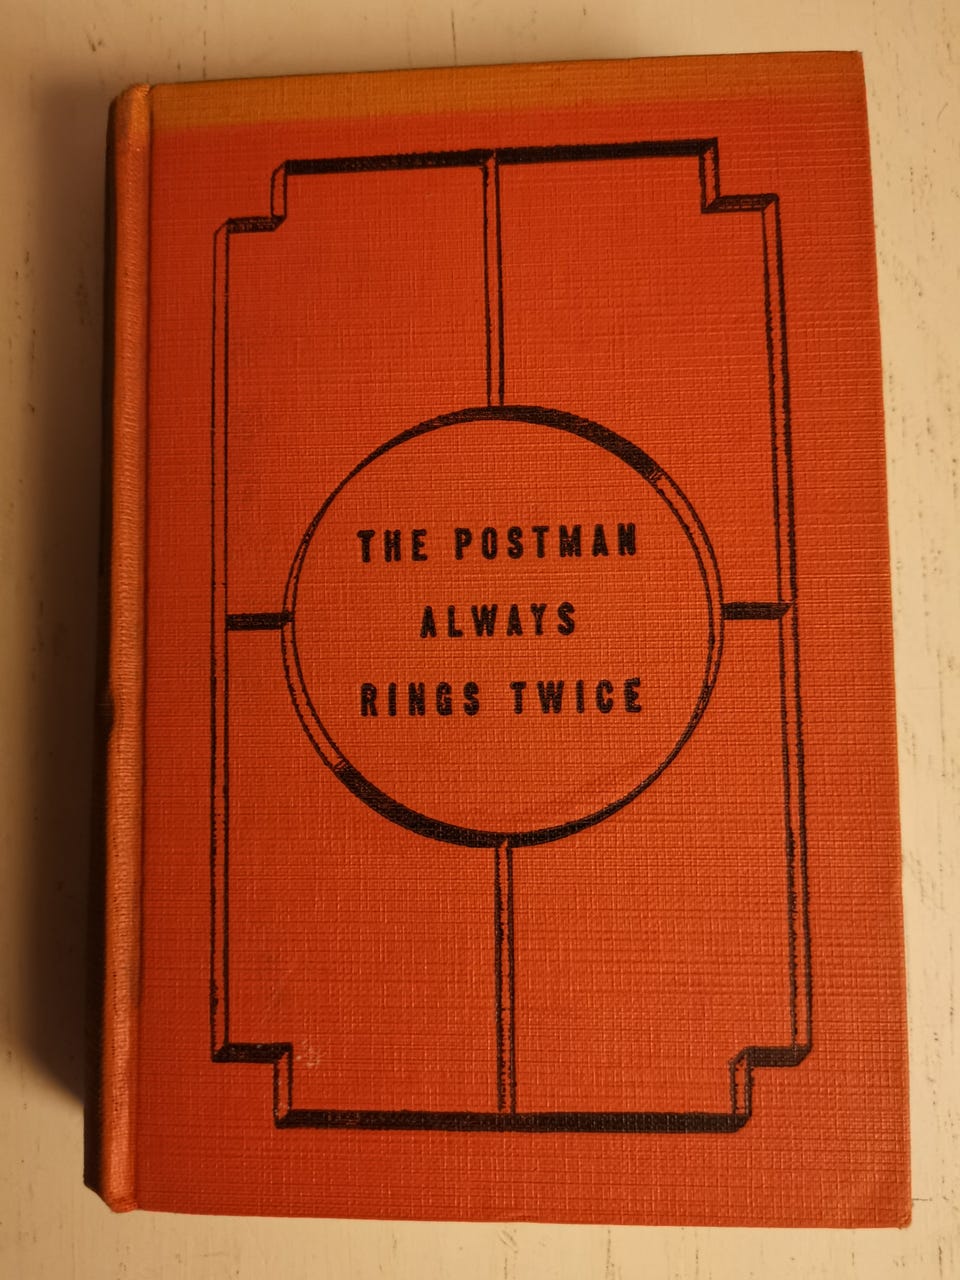 THE POSTMAN
ALWAYS
RINGS TWICE